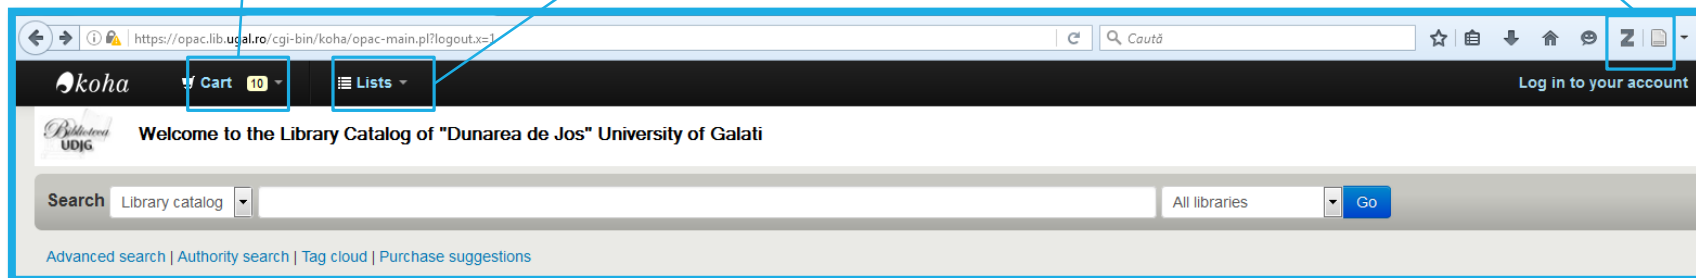 https://opac.lib.ugal.ro/cgi-bin/koha/opac-main.pl?logout.x=1 Caută Z
koha Cart 10 Lists Log in to your account
Biblioteca UDJG
Welcome to the Library Catalog of "Dunarea de Jos" University of Galati
Search Library catalog All libraries Go
Advanced search | Authority search | Tag cloud | Purchase suggestions